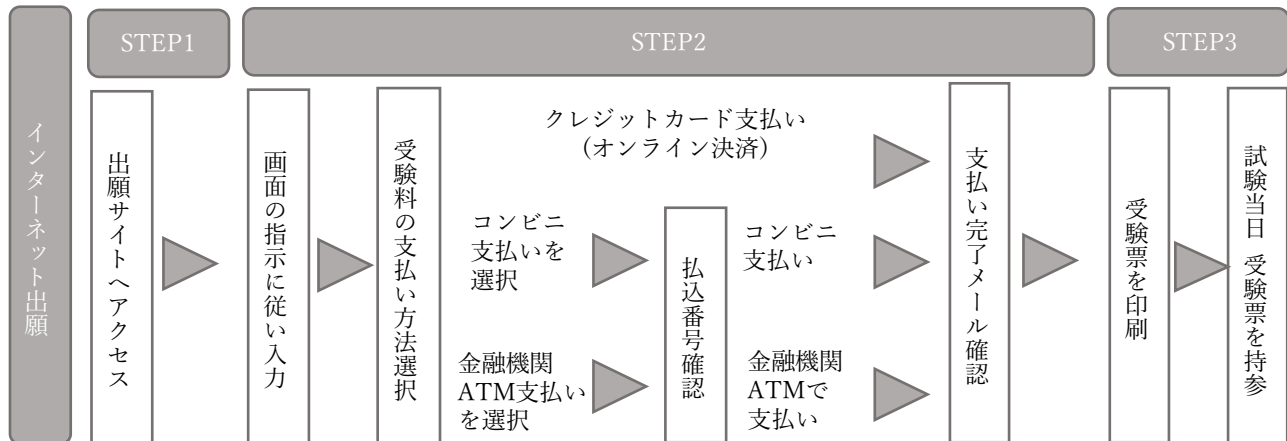 インターネット出願
STEP1
STEP2
STEP3
出願サイトへアクセス
画面の指示に従い入力
受験料の支払い方法選択
クレジットカード支払い
(オンライン決済)
コンビニ
支払いを
選択
金融機関
ATM支払い
を選択
払込番号確認
コンビニ
支払い
金融機関
ATMで
支払い
支払い完了メール確認
受験票を印刷
試験当日 受験票を持参